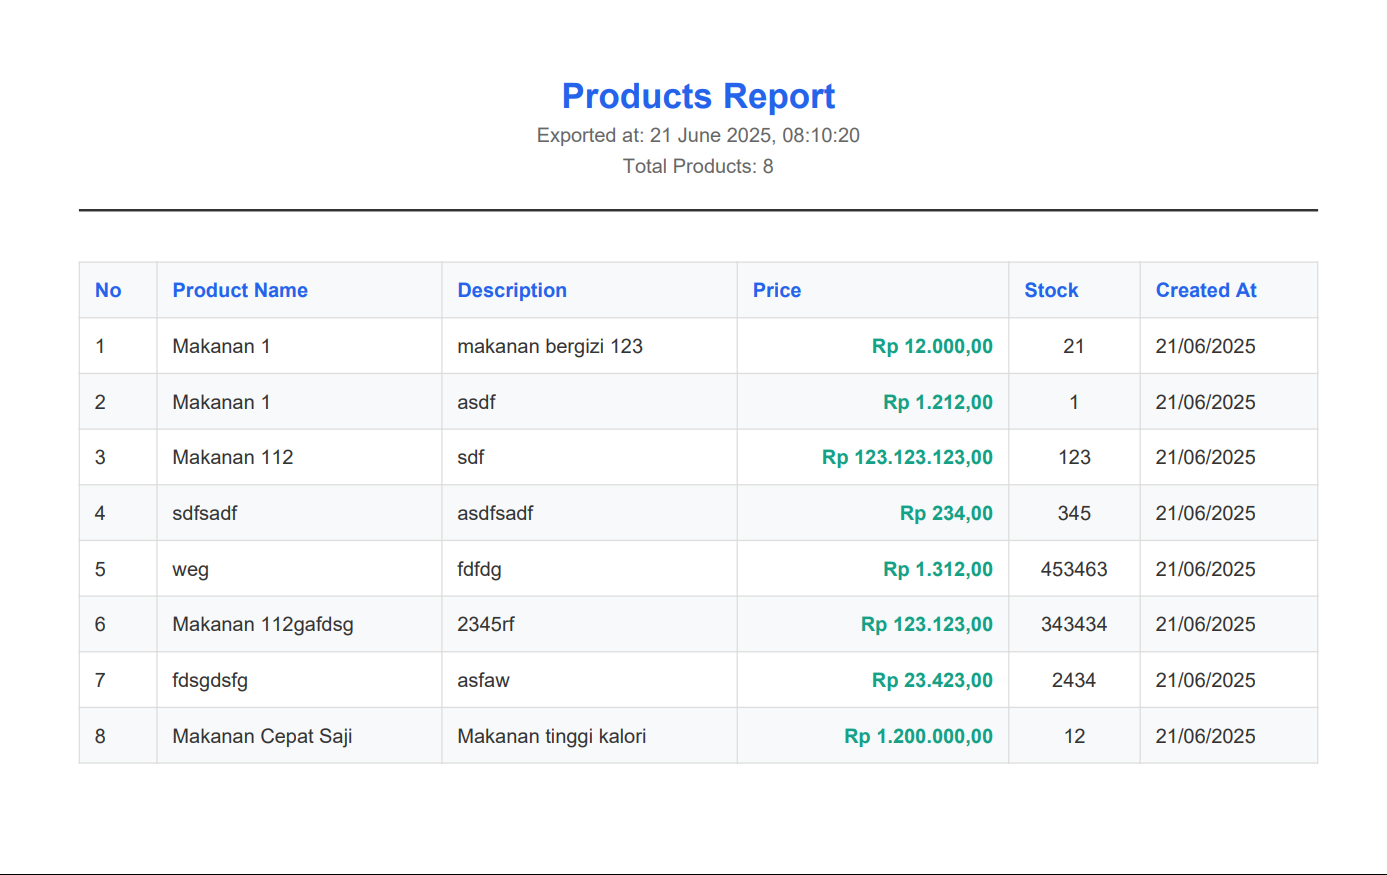 Products Report
Exported at: 21 June 2025, 08:10:20
Total Products: 8
No Product Name Description Price Stock Created At
1 Makanan 1 makanan bergizi 123 Rp 12.000,00 21 21/06/2025
2 Makanan 1 asdf Rp 1.212,00 1 21/06/2025
3 Makanan 112 sdf Rp 123.123.123,00 123 21/06/2025
4 sdfsadf asdfsadf Rp 234,00 345 21/06/2025
5 weg fdfdg Rp 1.312,00 453463 21/06/2025
6 Makanan 112gafdsg 2345rf Rp 123.123,00 343434 21/06/2025
7 fdsgdsfg asfaw Rp 23.423,00 2434 21/06/2025
8 Makanan Cepat Saji Makanan tinggi kalori Rp 1.200.000,00 12 21/06/2025